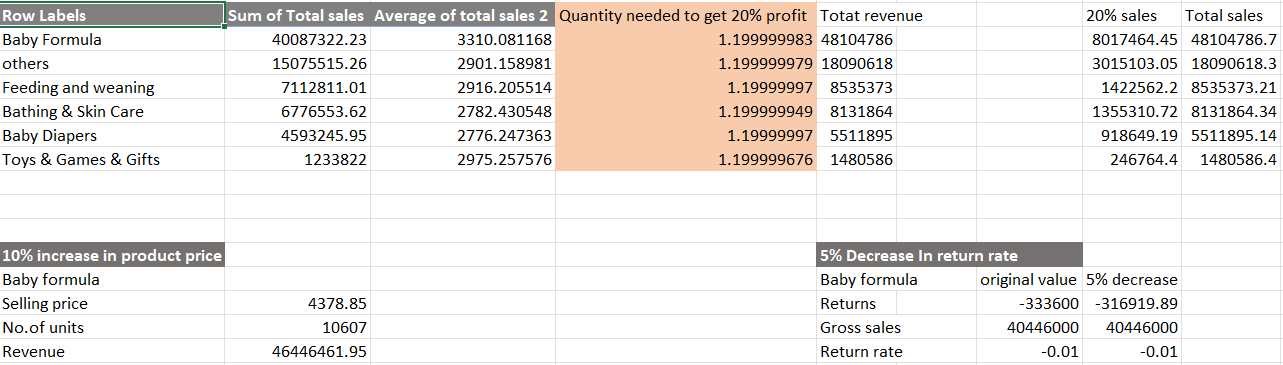 Row Labels Sum of Total sales Average of total sales 2 Quantity needed to get 20% profit Totat revenue 20% sales Total sales
Baby Formula 40087322.23 3310.081168 1.199999983 48104786 8017464.45 48104786.7
others 15075515.26 2901.158981 1.199999979 18090618 3015103.05 18090618.3
Feeding and weaning 7112811.01 2916.205514 1.19999997 8535373 1422562.2 8535373.21
Bathing & Skin Care 6776553.62 2782.430548 1.199999949 8131864 1355310.72 8131864.34
Baby Diapers 4593245.95 2776.247363 1.19999997 5511895 918649.19 5511895.14
Toys & Games & Gifts 1233822 2975.257576 1.199999676 1480586 246764.4 1480586.4
10% increase in product price 5% Decrease In return rate
Baby formula Baby formula original value 5% decrease
Selling price 4378.85 Returns -333600 -316919.89
No.of units 10607 Gross sales 40446000 40446000
Revenue 46446461.95 Return rate -0.01 -0.01